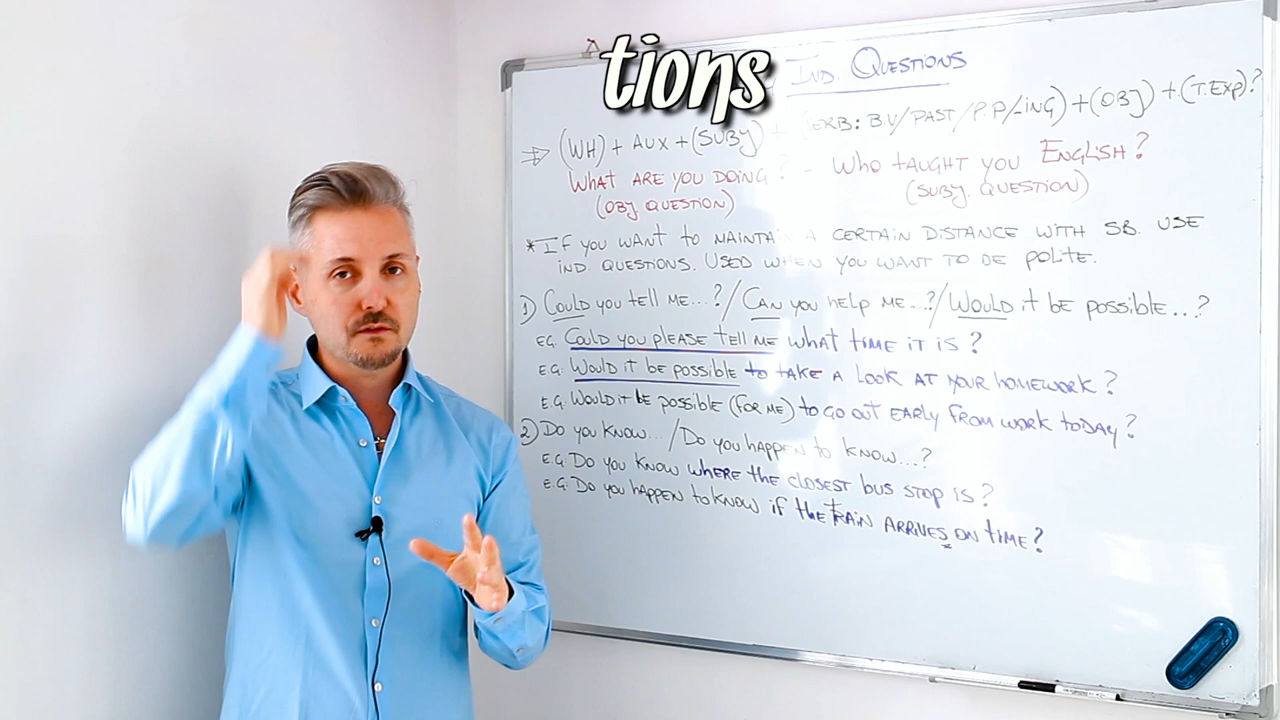 tions
IND. QUESTIONS
(WH) + AUX + (SUBJ) + ERB: B.V/PAST/P.P/-ING) + (OBJ) + (T.EXP)?
WHAT ARE YOU DOING? - WHO TAUGHT YOU ENGLISH?
(OBJ QUESTION) (SUBJ. QUESTION)
*IF YOU WANT TO MAINTAIN A CERTAIN DISTANCE WITH SB. USE
IND. QUESTIONS. USED WHEN YOU WANT TO BE POLITE.
1) COULD YOU TELL ME...?/CAN YOU HELP ME...?/WOULD IT BE POSSIBLE...?
EG. COULD YOU PLEASE TELL ME WHAT TIME IT IS?
E.G: WOULD IT BE POSSIBLE TO TAKE A LOOK AT YOUR HOMEWORK?
E.G: WOULD IT BE POSSIBLE (FOR ME) TO GO OUT EARLY FROM WORK TODAY?
2) DO YOU KNOW.../DO YOU HAPPEN TO KNOW...?
E.G: DO YOU KNOW WHERE THE CLOSEST BUS STOP IS?
E.G: DO YOU HAPPEN TO KNOW IF THE TRAIN ARRIVES ON TIME?